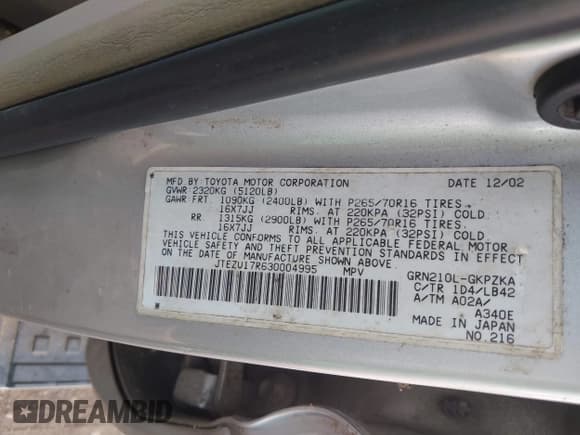 MFD BY TOYOTA MOTOR CORPORATION DATE 12/02
GVWR 2320KG (5120LB)
GAWR FRT. 1090KG (2400LB) WITH P265/70R16 TIRES,
16X7JJ RIMS, AT 220KPA (32PSI) COLD
RR. 1315KG (2900LB) WITH P265/70R16 TIRES,
16X7JJ RIMS, AT 220KPA (32PSI) COLD
THIS VEHICLE CONFORMS TO ALL APPLICABLE FEDERAL MOTOR
VEHICLE SAFETY AND THEFT PREVENTION STANDARDS IN EFFECT
ON THE DATE OF MANUFACTURE SHOWN ABOVE.
JTEZU17R630004995 MPV
GRN210L-GKPZKA
C/TR 1D4/LB42
A/TM A02A/
A340E
MADE IN JAPAN
NO.216
DREAMBID